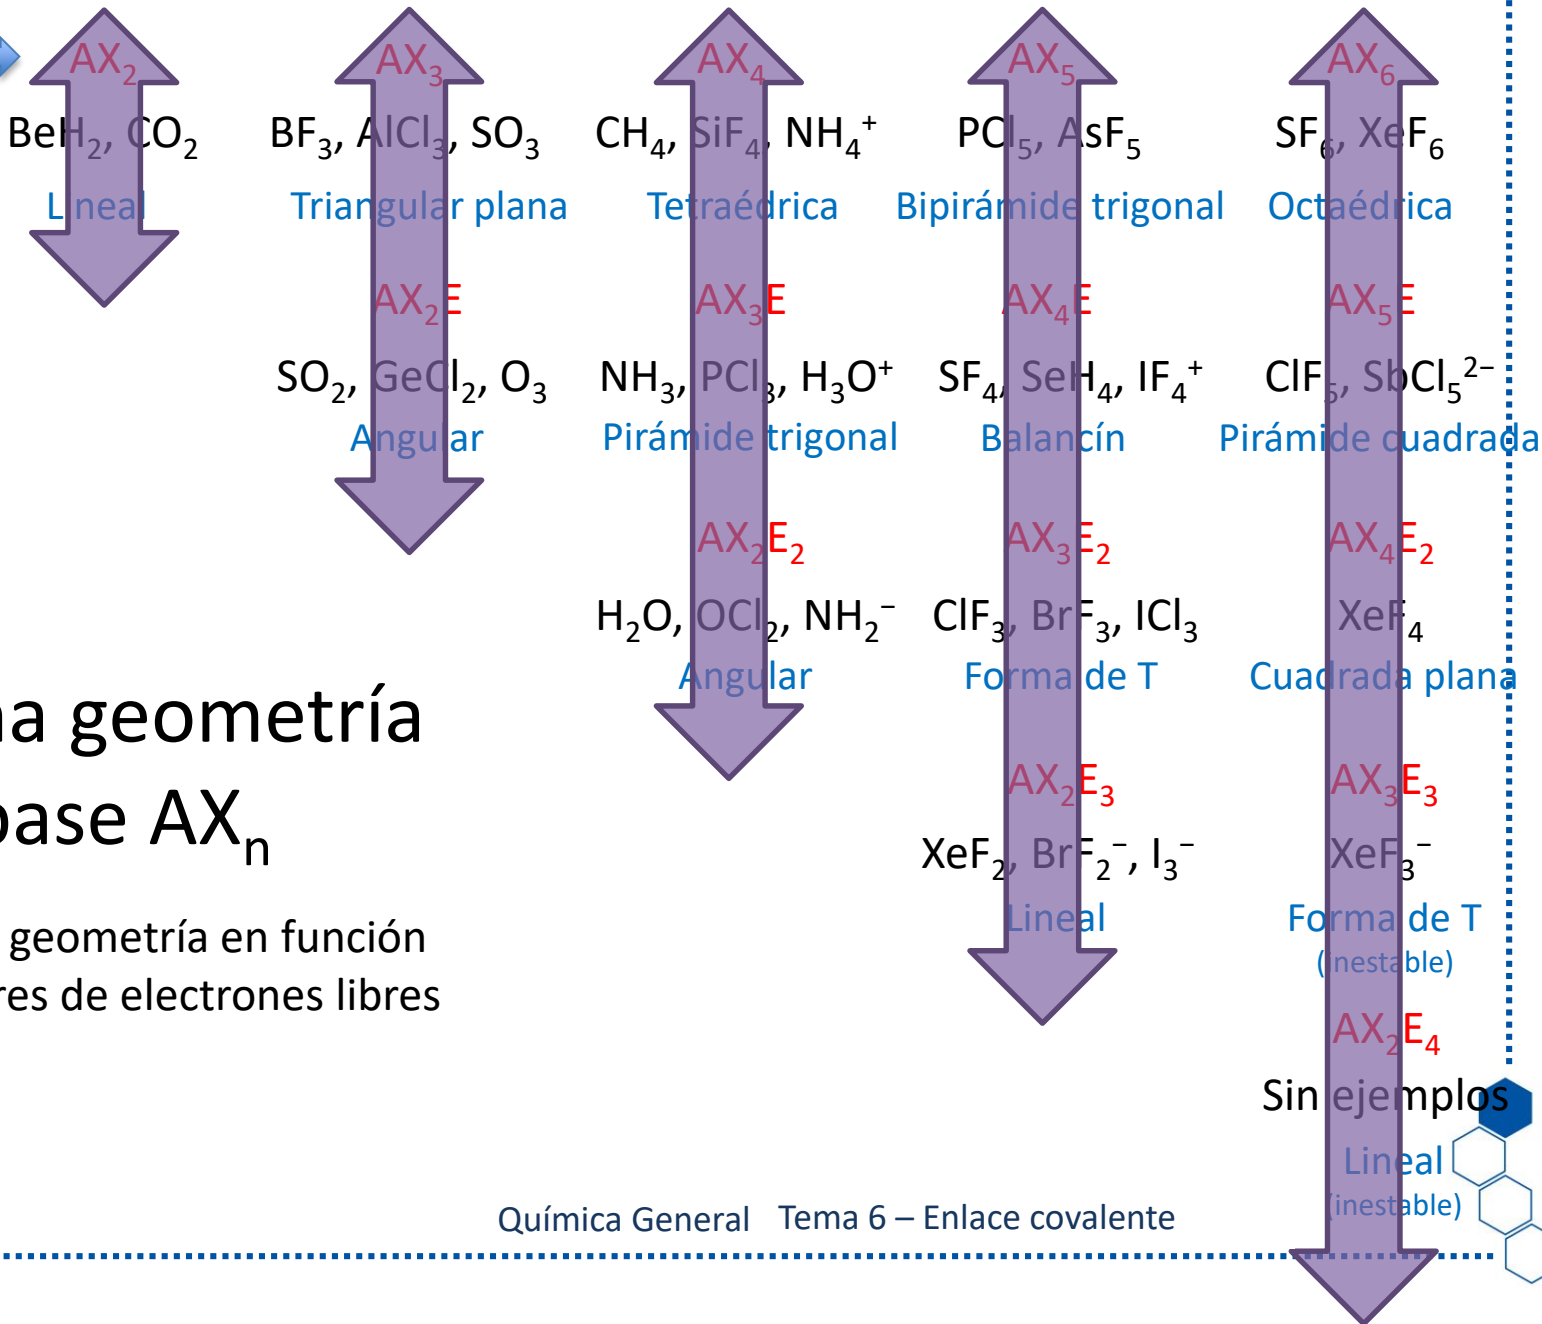 AX₂ AX₃ AX₄ AX₅ AX₆
BeH₂, CO₂ BF₃, AlCl₃, SO₃ CH₄, SiF₄, NH₄⁺ PCl₅, AsF₅ SF₆, XeF₆
Lineal Triangular plana Tetraédrica Bipirámide trigonal Octaédrica
AX₂E AX₃E AX₄E AX₅E
SO₂, GeCl₂, O₃ NH₃, PCl₃, H₃O⁺ SF₄, SeH₄, IF₄⁺ ClF₅, SbCl₅²⁻
Angular Pirámide trigonal Balancín Pirámide cuadrada
AX₂E₂ AX₃E₂ AX₄E₂
H₂O, OCl₂, NH₂⁻ ClF₃, BrF₃, ICl₃ XeF₄
Angular Forma de T Cuadrada plana
AX₂E₃ AX₃E₃
XeF₂, BrF₂⁻, I₃⁻ XeF₃⁻
Lineal Forma de T
(inestable)
AX₂E₄
Sin ejemplos
Lineal
(inestable)
na geometría
base AXₙ
geometría en función
res de electrones libres
Química General Tema 6 – Enlace covalente